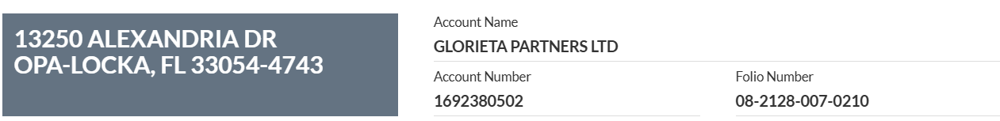 13250 ALEXANDRIA DR
OPA-LOCKA, FL 33054-4743
Account Name
GLORIETA PARTNERS LTD
Account Number
1692380502
Folio Number
08-2128-007-0210